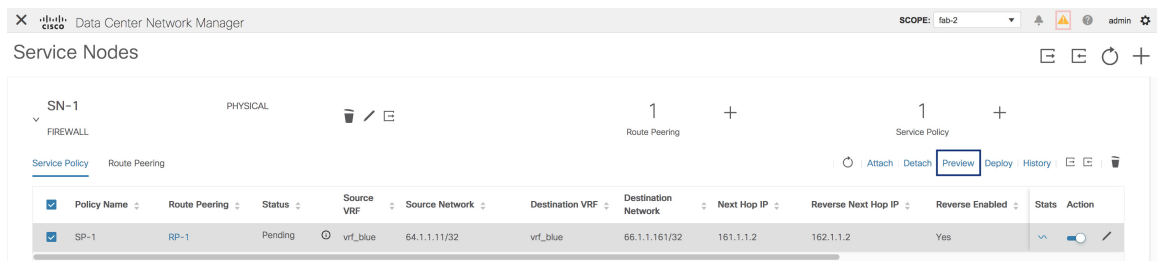 cisco Data Center Network Manager SCOPE: fab-2 admin
Service Nodes
SN-1 PHYSICAL 1 1
FIREWALL Route Peering Service Policy
Service Policy Route Peering Attach Detach Preview Deploy History
Policy Name Route Peering Status Source VRF Source Network Destination VRF Destination Network Next Hop IP Reverse Next Hop IP Reverse Enabled Stats Action
SP-1 RP-1 Pending vrf_blue 64.1.1.11/32 vrf_blue 66.1.1.161/32 161.1.1.2 162.1.1.2 Yes